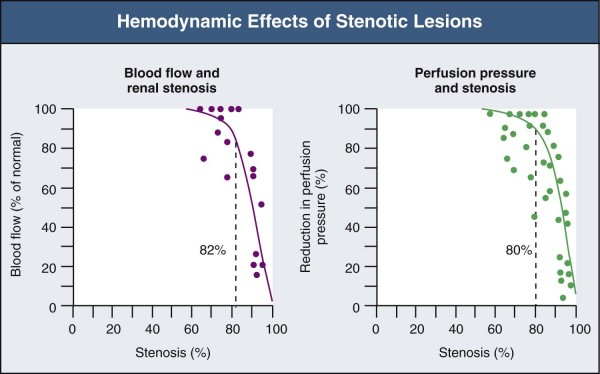 Hemodynamic Effects of Stenotic Lesions
Blood flow and
renal stenosis
Blood flow (% of normal)
100
80
60
40
20
0
82%
0 20 40 60 80 100
Stenosis (%)
Perfusion pressure
and stenosis
Reduction in perfusion
pressure (%)
100
80
60
40
20
0
80%
0 20 40 60 80 100
Stenosis (%)